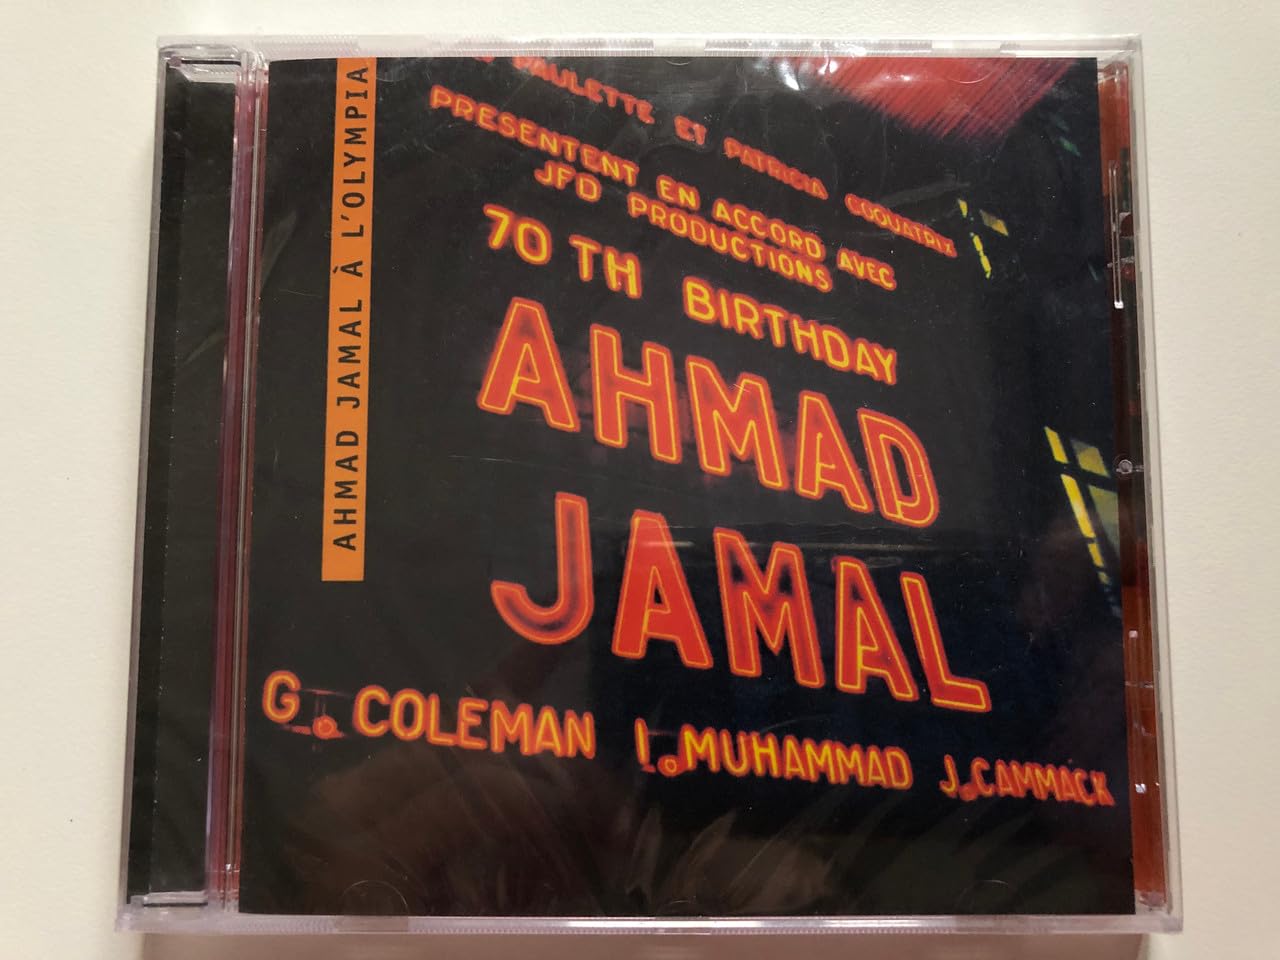 AHMAD JAMAL À L'OLYMPIA
PAULETTE ET PATRICIA COQUATRIX
PRESENTENT EN ACCORD AVEC
JFD PRODUCTIONS
70 TH BIRTHDAY
AHMAD
JAMAL
G. COLEMAN I. MUHAMMAD J. CAMMACK